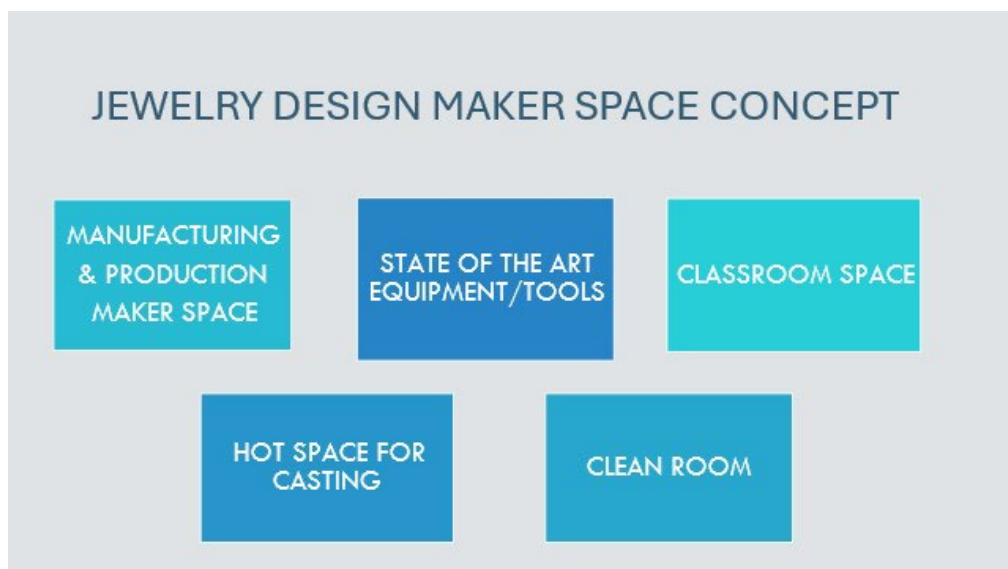 JEWELRY DESIGN MAKER SPACE CONCEPT
MANUFACTURING
& PRODUCTION
MAKER SPACE
STATE OF THE ART
EQUIPMENT/TOOLS
CLASSROOM SPACE
HOT SPACE FOR
CASTING
CLEAN ROOM